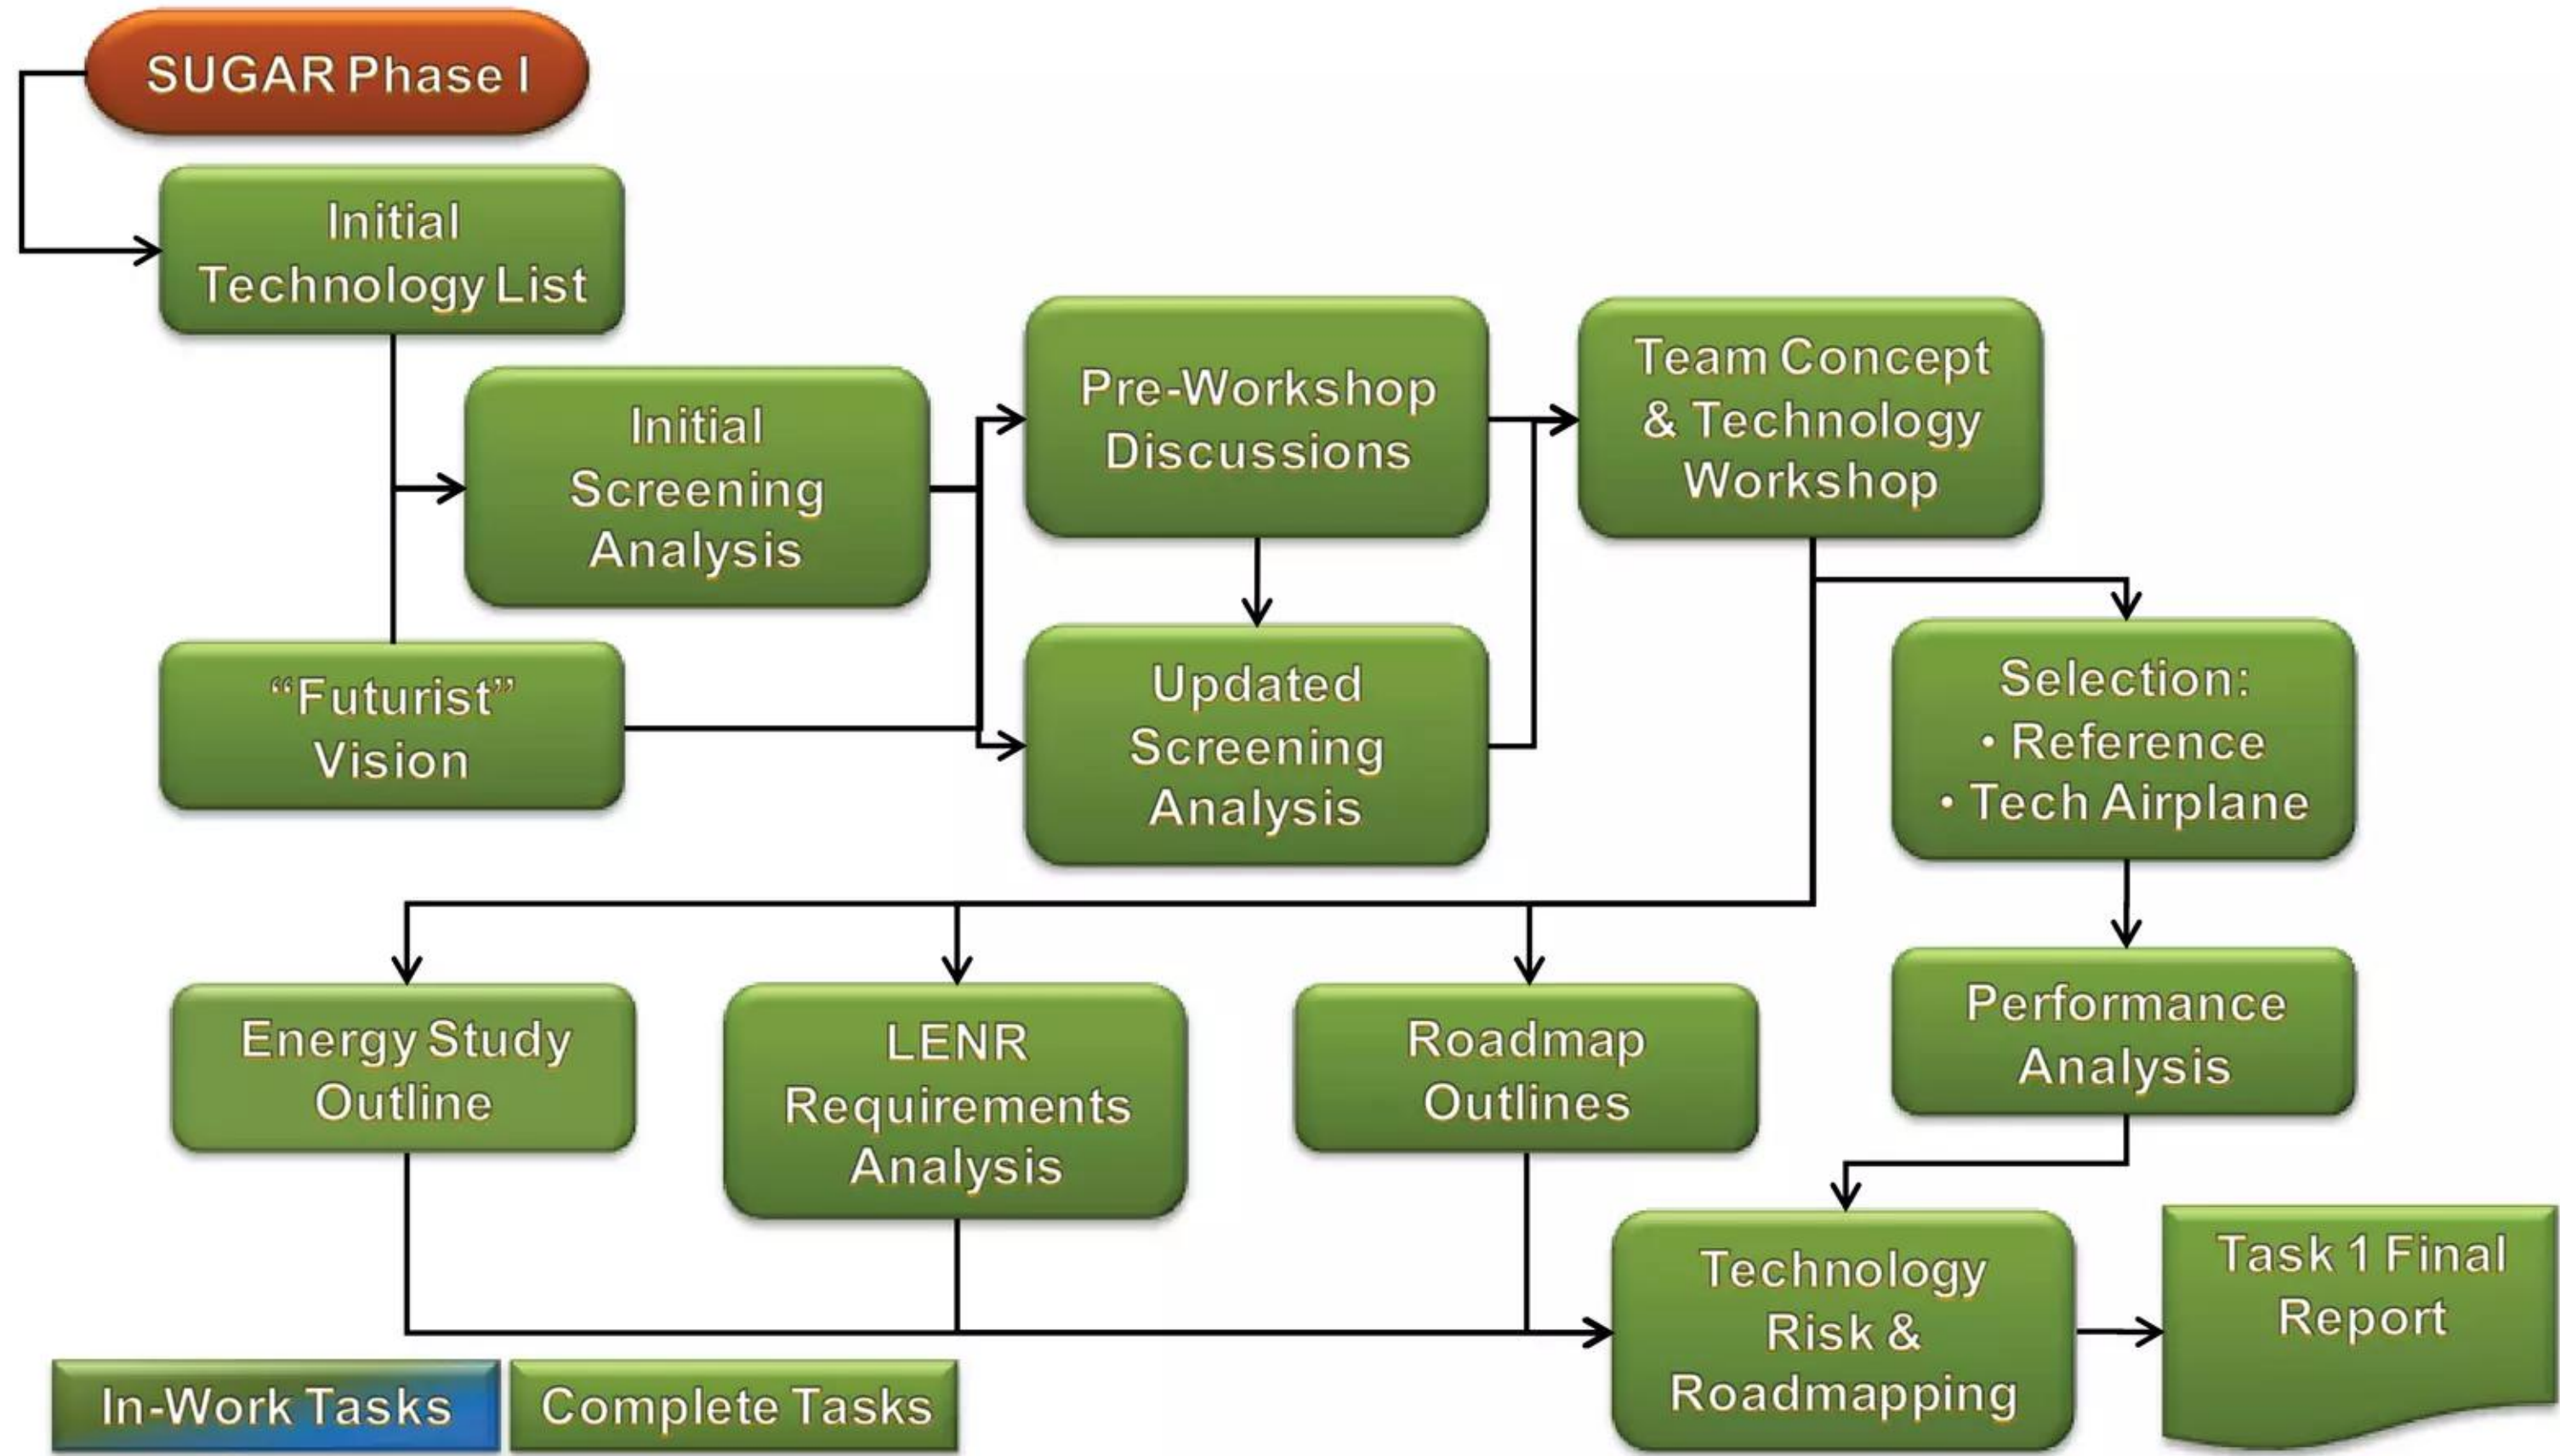 SUGAR Phase I
Initial
Technology List
Initial
Screening
Analysis
Pre-Workshop
Discussions
Team Concept
& Technology
Workshop
“Futurist”
Vision
Updated
Screening
Analysis
Selection:
• Reference
• Tech Airplane
Energy Study
Outline
LENR
Requirements
Analysis
Roadmap
Outlines
Performance
Analysis
Technology
Risk &
Roadmapping
Task 1 Final
Report
In-Work Tasks
Complete Tasks